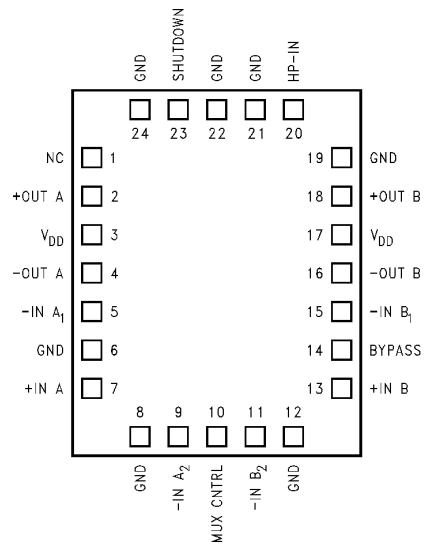 GND SHUTDOWN GND GND HP-IN
24 23 22 21 20
NC 1 19 GND
+OUT A 2 18 +OUT B
VDD 3 17 VDD
-OUT A 4 16 -OUT B
-IN A1 5 15 -IN B1
GND 6 14 BYPASS
+IN A 7 13 +IN B
8 9 10 11 12
GND -IN A2 MUX CNTRL -IN B2 GND